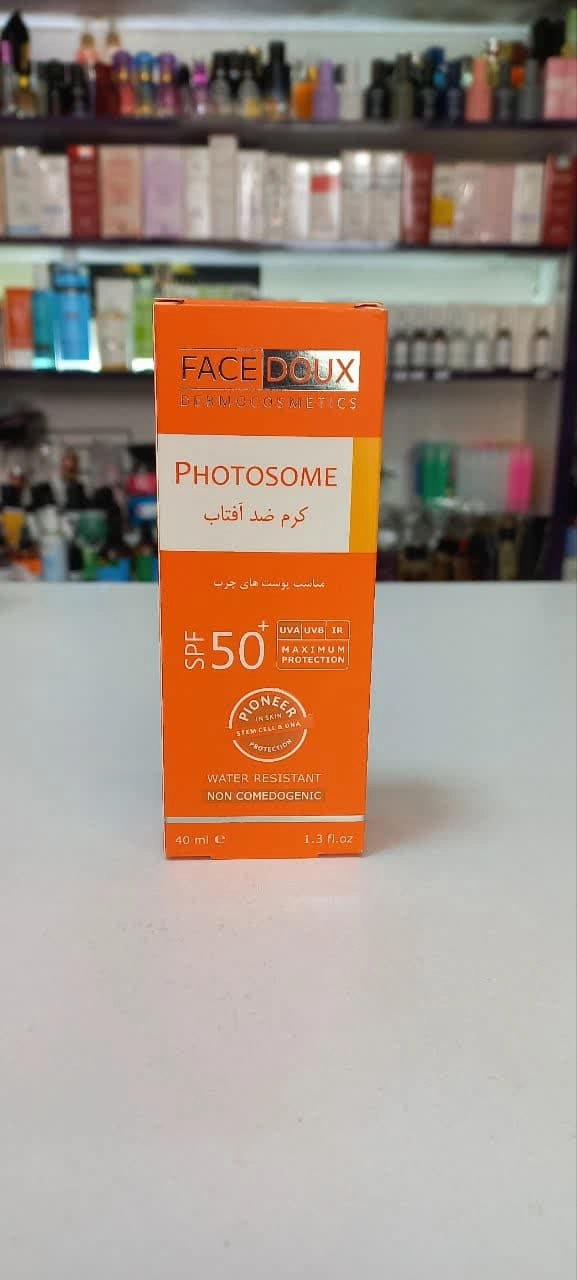 FACE DOUX
DERMOCOSMETICS
PHOTOSOME
کرم ضد آفتاب
مناسب پوست های چرب
SPF 50+
UVA UVB IR
MAXIMUM
PROTECTION
PIONEER
IN SKIN
STEM CELL & DNA
PROTECTION
WATER RESISTANT
NON COMEDOGENIC
40 ml ℮ 1.3 fl.oz